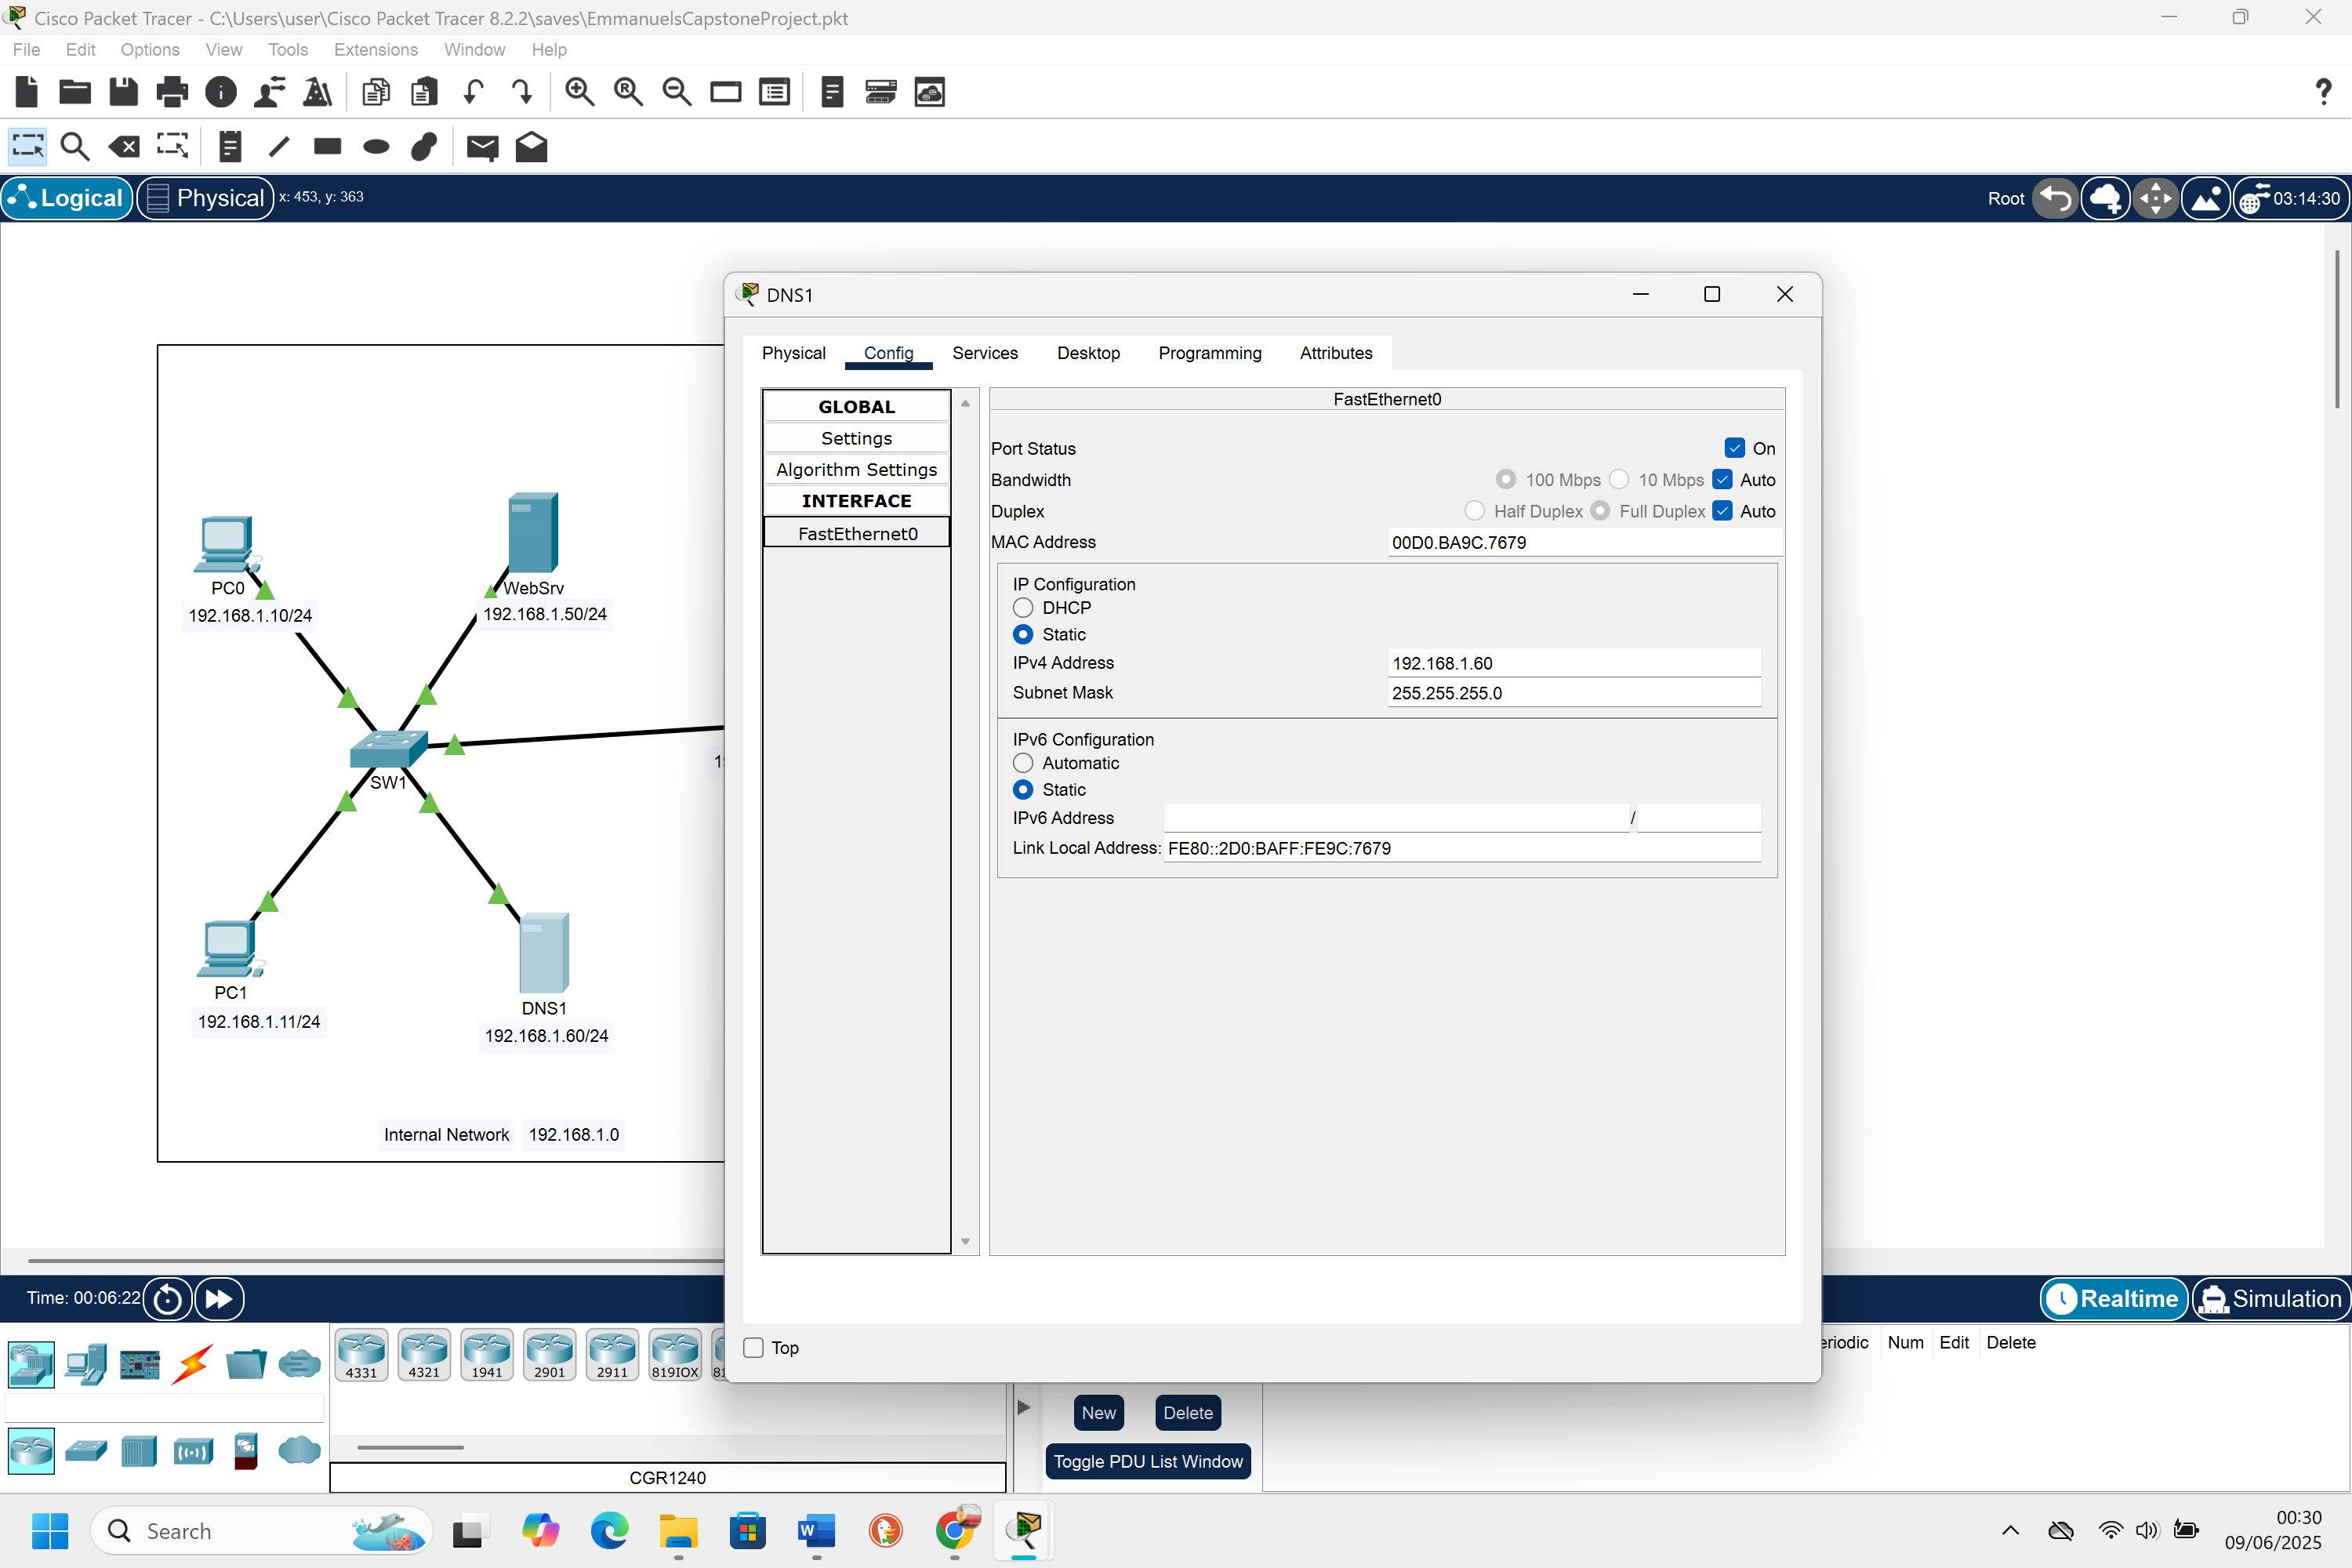 Cisco Packet Tracer - C:\Users\user\Cisco Packet Tracer 8.2.2\saves\EmmanuelsCapstoneProject.pkt
File Edit Options View Tools Extensions Window Help
Logical Physical x: 453, y: 363 Root 03:14:30
DNS1
Physical Config Services Desktop Programming Attributes
GLOBAL
Settings
Algorithm Settings
INTERFACE
FastEthernet0
FastEthernet0
Port Status On
Bandwidth 100 Mbps 10 Mbps Auto
Duplex Half Duplex Full Duplex Auto
MAC Address 00D0.BA9C.7679
IP Configuration
DHCP
Static
IPv4 Address 192.168.1.60
Subnet Mask 255.255.255.0
IPv6 Configuration
Automatic
Static
IPv6 Address /
Link Local Address: FE80::2D0:BAFF:FE9C:7679
Top
PC0
192.168.1.10/24
WebSrv
192.168.1.50/24
SW1
PC1
192.168.1.11/24
DNS1
192.168.1.60/24
Internal Network 192.168.1.0
Time: 00:06:22 Realtime Simulation
4331 4321 1941 2901 2911 819IOX
CGR1240
Num Edit Delete
New Delete
Toggle PDU List Window
Search
00:30
09/06/2025